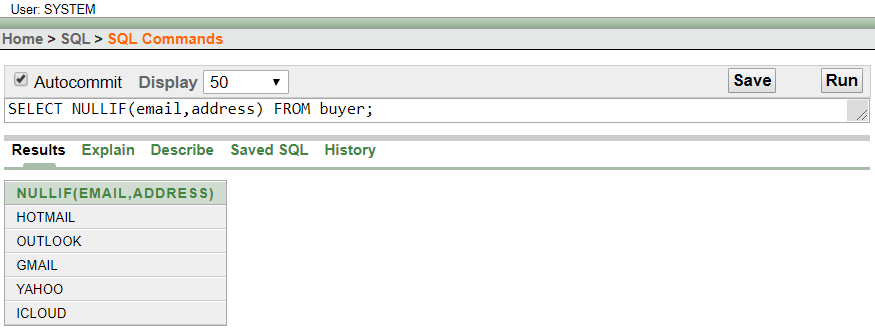 User: SYSTEM
Home > SQL > SQL Commands
Autocommit Display 50 Save Run
SELECT NULLIF(email,address) FROM buyer;
Results Explain Describe Saved SQL History
NULLIF(EMAIL,ADDRESS)
HOTMAIL
OUTLOOK
GMAIL
YAHOO
ICLOUD